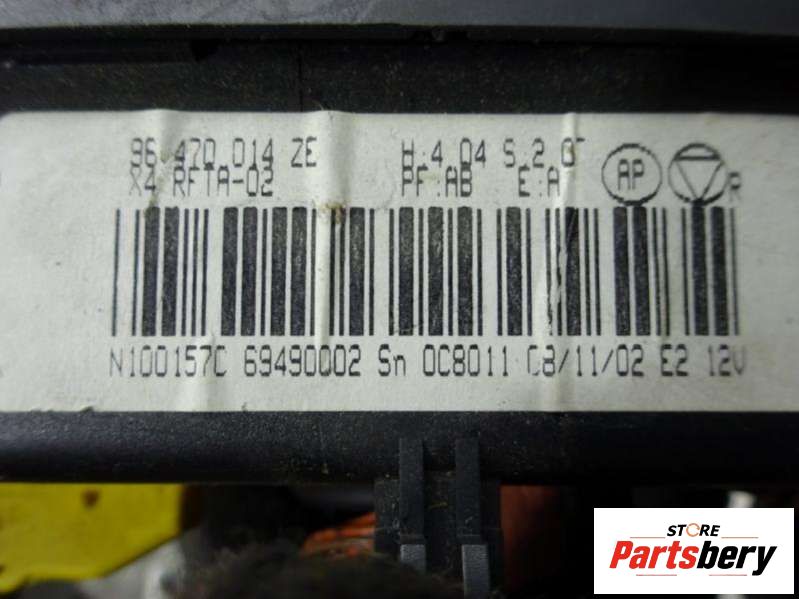 96 470 014 ZE H:4.04 S.2.0
X4 RFTA-02 PF:AB E:A AP R
N100157C 69490002 Sn 0C8011 08/11/02 E2 12V
STORE
Partsbery